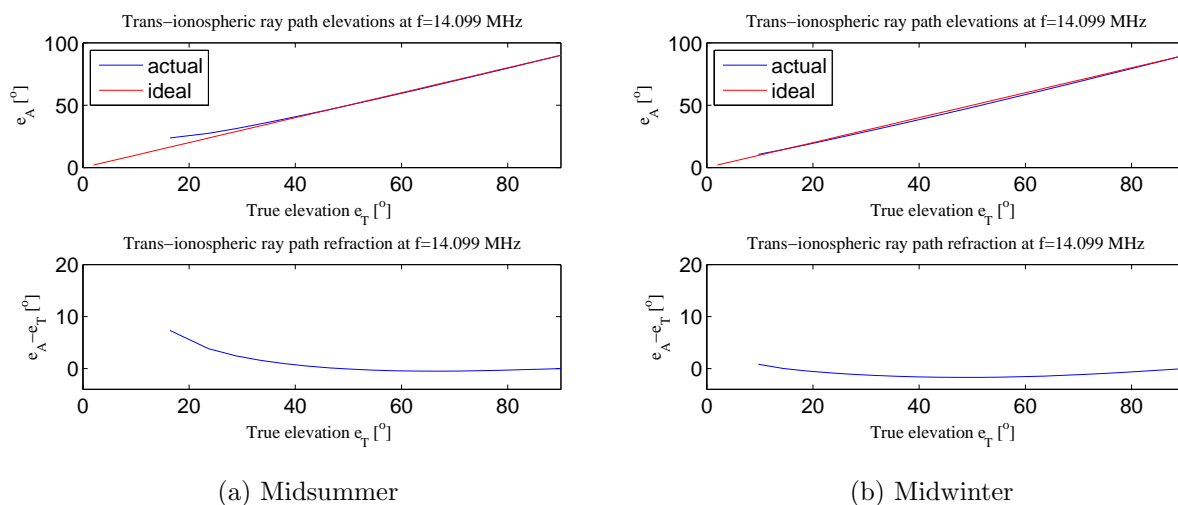 Trans−ionospheric ray path elevations at f=14.099 MHz
100
50
0
e_A [°]
actual
ideal
0 20 40 60 80
True elevation e_T [°]
Trans−ionospheric ray path refraction at f=14.099 MHz
20
10
0
e_A−e_T [°]
0 20 40 60 80
True elevation e_T [°]
(a) Midsummer
Trans−ionospheric ray path elevations at f=14.099 MHz
100
50
0
e_A [°]
actual
ideal
0 20 40 60 80
True elevation e_T [°]
Trans−ionospheric ray path refraction at f=14.099 MHz
20
10
0
e_A−e_T [°]
0 20 40 60 80
True elevation e_T [°]
(b) Midwinter